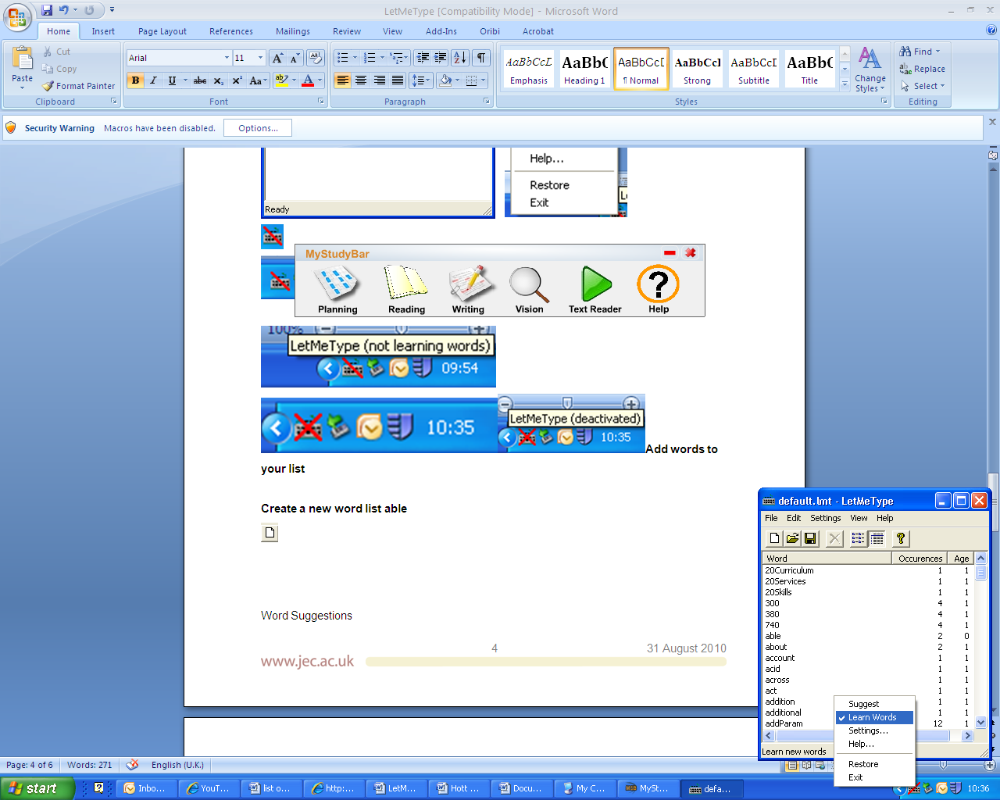 LetMeType [Compatibility Mode] - Microsoft Word
Home Insert Page Layout References Mailings Review View Add-Ins Oribi Acrobat
Paste
Cut
Copy
Format Painter
Clipboard
Arial 11
B I U abc X₂ X² Aa
Font
Paragraph
AaBbCcD AaBbC AaBbCcD AaBbCcI AaBbCcD AaBbC
Emphasis Heading 1 ¶ Normal Strong Subtitle Title
Change Styles
Styles
Find
Replace
Select
Editing
Security Warning Macros have been disabled. Options...
Ready
Help...
Restore
Exit
MyStudyBar
Planning Reading Writing Vision Text Reader Help
100%
LetMeType (not learning words)
09:54
10:35
LetMeType (deactivated)
10:35
Add words to
your list
Create a new word list able
Word Suggestions
4 31 August 2010
www.jec.ac.uk
default.lmt - LetMeType
File Edit Settings View Help
Word Occurences Age
20Curriculum 1 1
20Services 1 1
20Skills 1 1
300 4 1
380 4 1
740 4 1
able 2 0
about 2 1
account 1 1
acid 1 1
across 1 1
act 1 1
addition 1 1
additional 1 1
addParam 12 1
Learn new words
Suggest
Learn Words
Settings...
Help...
Restore
Exit
Page: 4 of 6 Words: 271 English (U.K.)
start Inbo... YouT... list o... http:... LetM... Hott ... Docu... My C... MySt... defa... 10:36